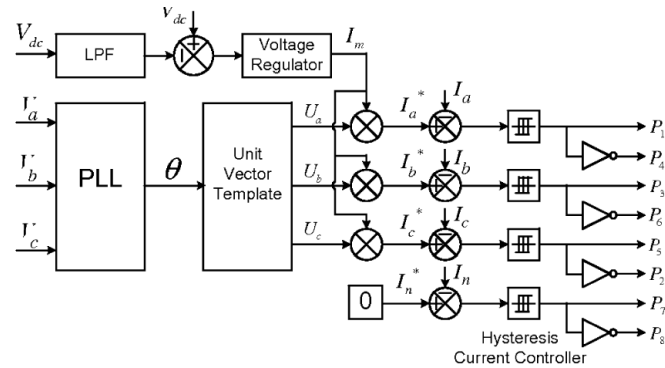 V_dc
LPF
v_dc
+
Voltage
Regulator
I_m
V_a
V_b
V_c
PLL
θ
Unit
Vector
Template
U_a
U_b
U_c
I_a^*
I_a
I_b^*
I_b
I_c^*
I_c
0
I_n^*
I_n
P_1
P_4
P_3
P_6
P_5
P_2
P_7
P_8
Hysteresis
Current Controller